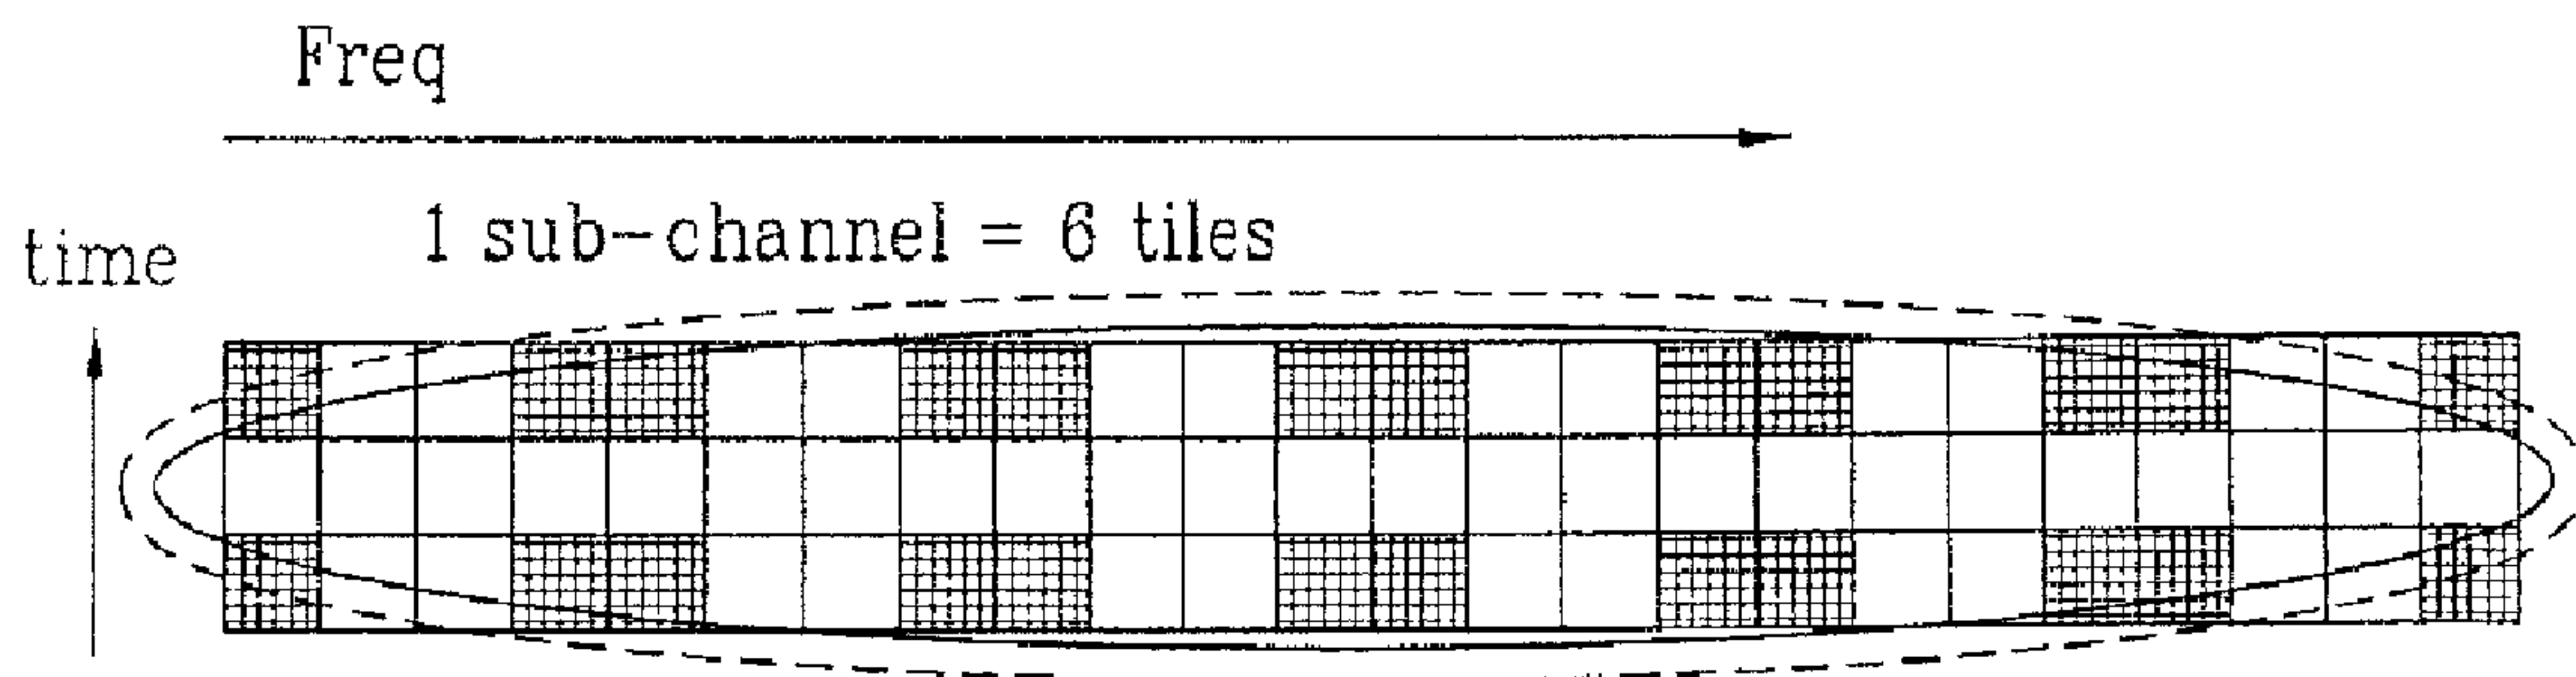 Freq
1 sub-channel = 6 tiles
time